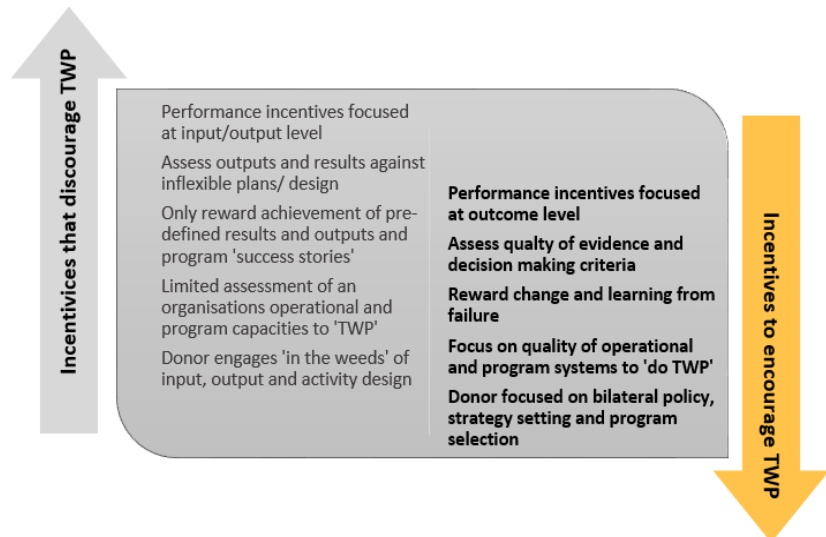 Incentivices that discourage TWP
Performance incentives focused
at input/output level
Assess outputs and results against
inflexible plans/ design
Only reward achievement of pre-
defined results and outputs and
program 'success stories'
Limited assessment of an
organisations operational and
program capacities to 'TWP'
Donor engages 'in the weeds' of
input, output and activity design
Performance incentives focused
at outcome level
Assess qualty of evidence and
decision making criteria
Reward change and learning from
failure
Focus on quality of operational
and program systems to 'do TWP'
Donor focused on bilateral policy,
strategy setting and program
selection
Incentives to encourage TWP